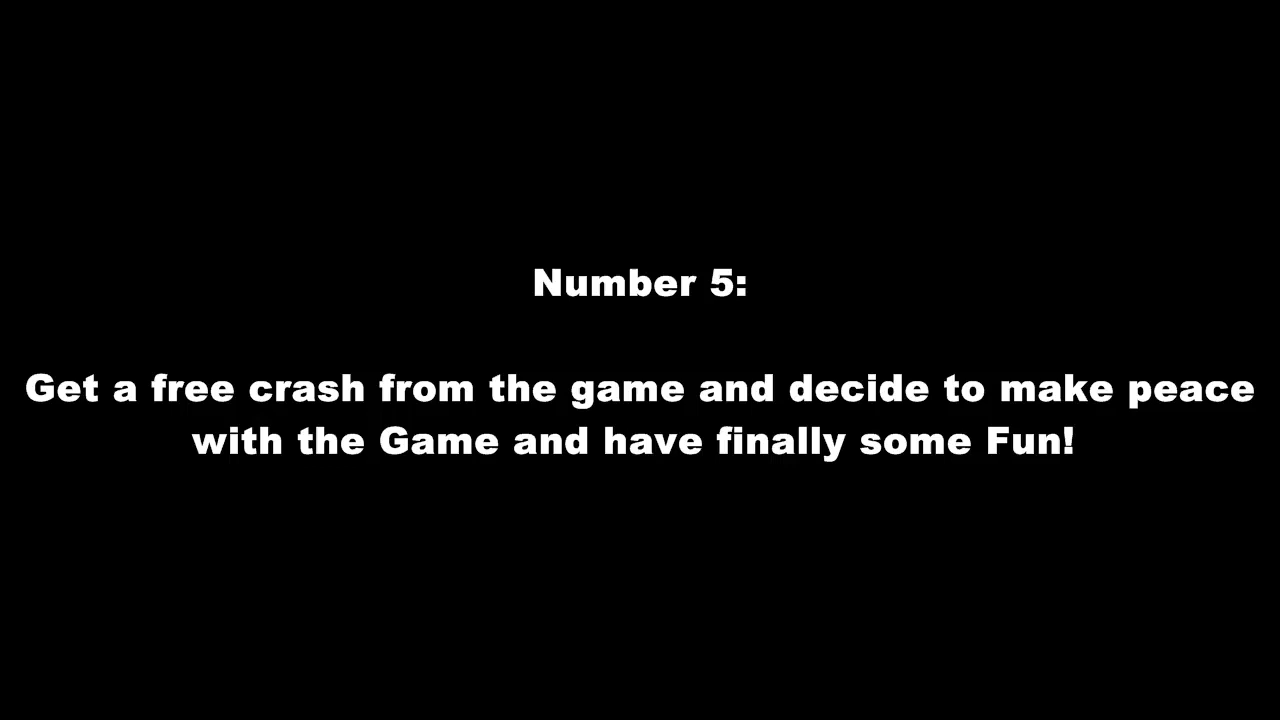 Number 5:
Get a free crash from the game and decide to make peace
with the Game and have finally some Fun!